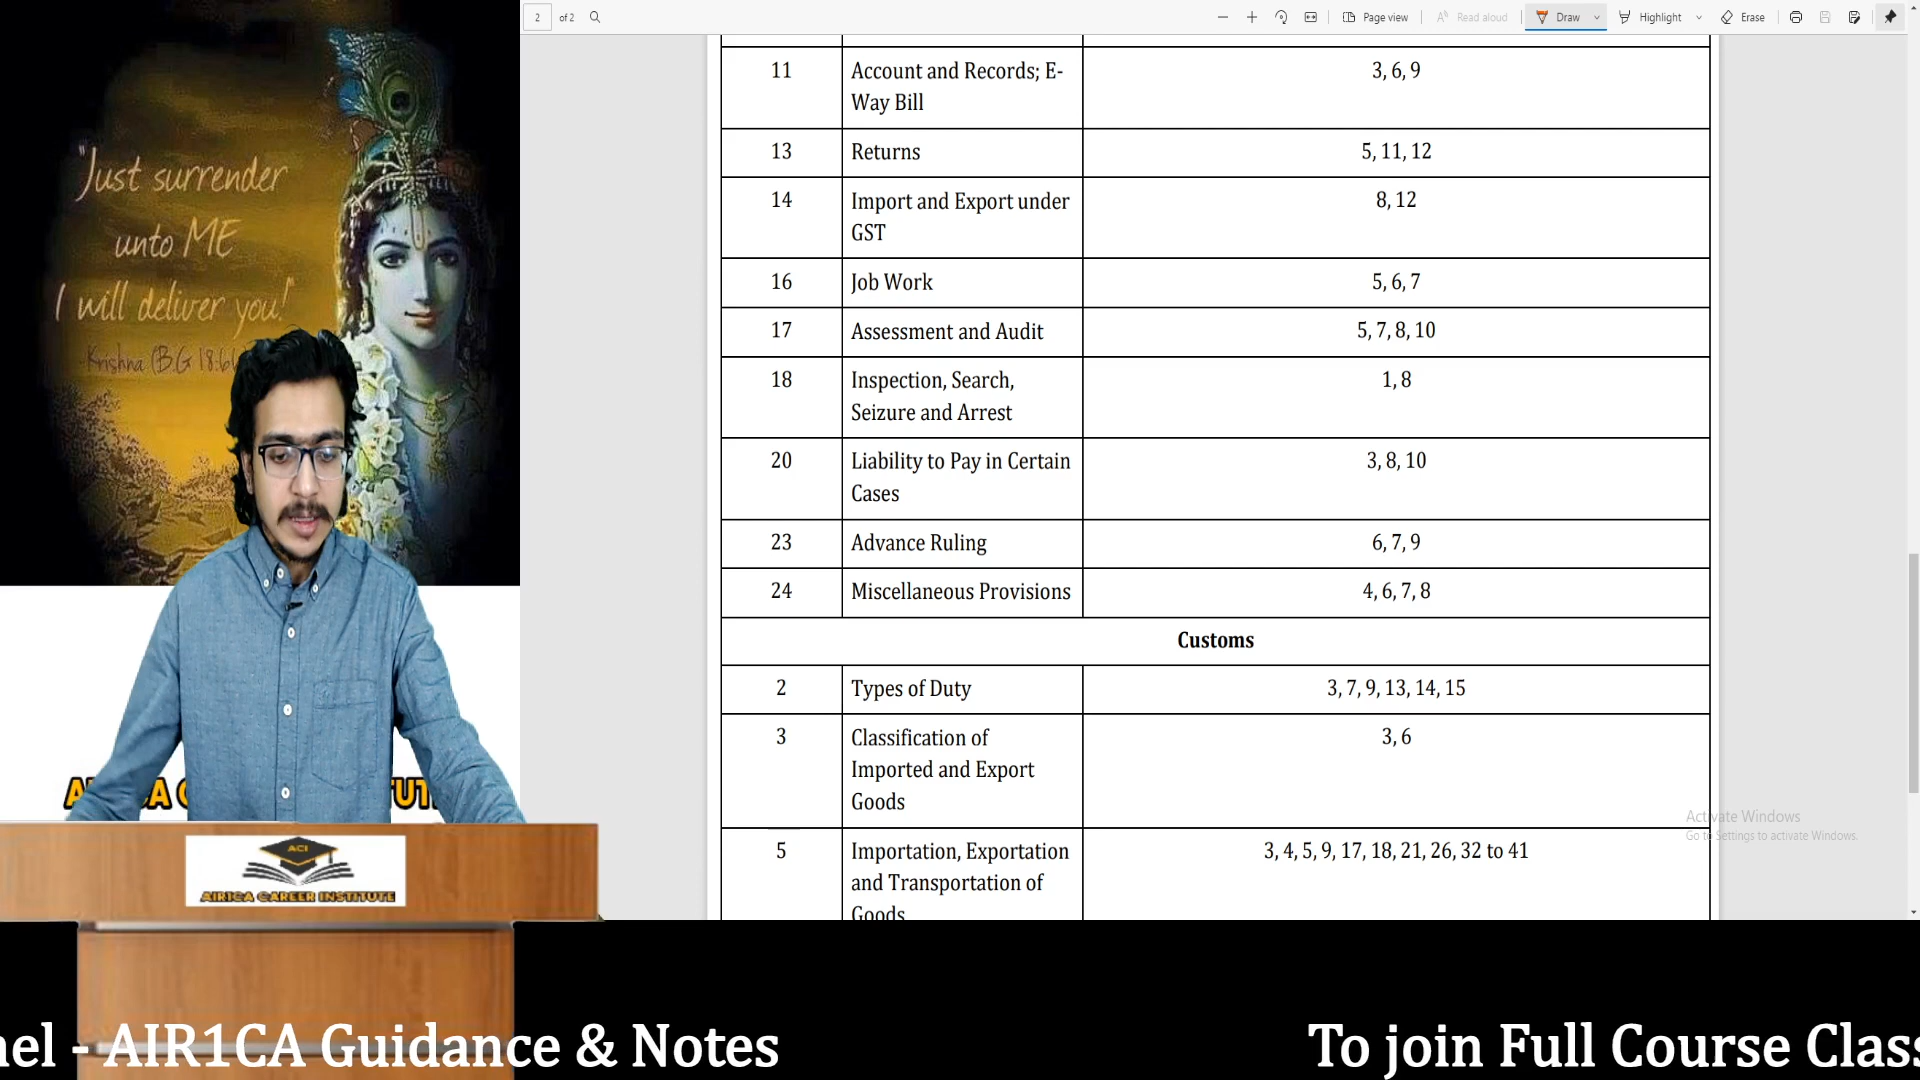 2 of 2 Page view Read aloud Draw Highlight Erase
"Just surrender
unto ME
I will deliver you!"
11 Account and Records; E-Way Bill 3, 6, 9
13 Returns 5, 11, 12
14 Import and Export under GST 8, 12
16 Job Work 5, 6, 7
17 Assessment and Audit 5, 7, 8, 10
18 Inspection, Search, Seizure and Arrest 1, 8
20 Liability to Pay in Certain Cases 3, 8, 10
23 Advance Ruling 6, 7, 9
24 Miscellaneous Provisions 4, 6, 7, 8
Customs
2 Types of Duty 3, 7, 9, 13, 14, 15
3 Classification of Imported and Export Goods 3, 6
5 Importation, Exportation and Transportation of Goods 3, 4, 5, 9, 17, 18, 21, 26, 32 to 41
Activate Windows
Go to Settings to activate Windows.
ACI
AIR1CA CAREER INSTITUTE
- AIR1CA Guidance & Notes
To join Full Course